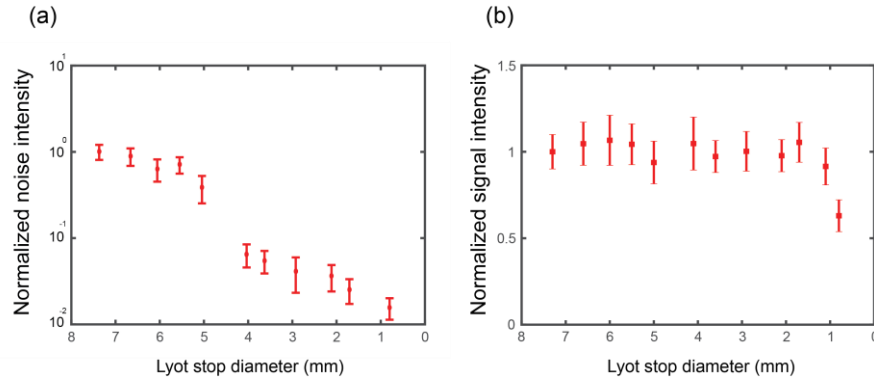 (a)
(b)
Normalized noise intensity
10^1
10^0
10^-1
10^-2
8 7 6 5 4 3 2 1 0
Lyot stop diameter (mm)
Normalized signal intensity
1.5
1
0.5
0
8 7 6 5 4 3 2 1 0
Lyot stop diameter (mm)